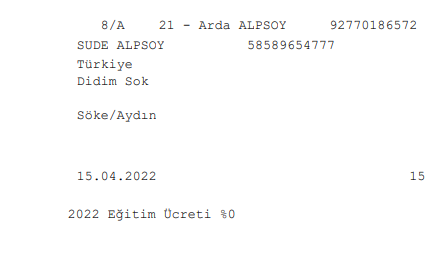 8/A 21 - Arda ALPSOY 92770186572
SUDE ALPSOY 58589654777
Türkiye
Didim Sok
Söke/Aydın
15.04.2022 15
2022 Eğitim Ücreti %0